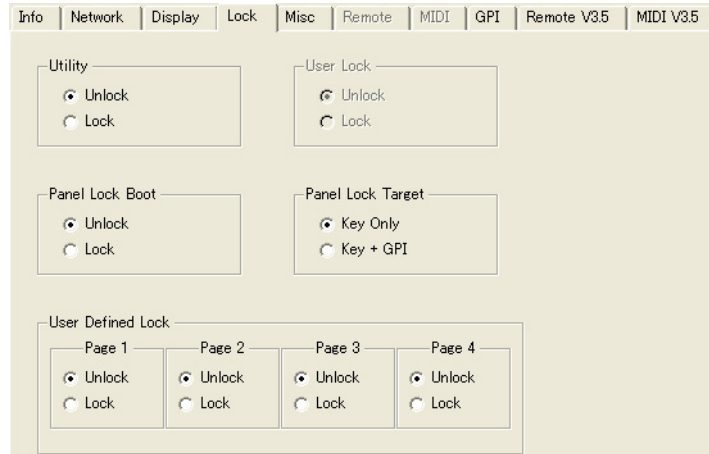 Info Network Display Lock Misc Remote MIDI GPI Remote V3.5 MIDI V3.5
Utility User Lock
Unlock Unlock
Lock Lock
Panel Lock Boot Panel Lock Target
Unlock Key Only
Lock Key + GPI
User Defined Lock
Page 1 Page 2 Page 3 Page 4
Unlock Unlock Unlock Unlock
Lock Lock Lock Lock